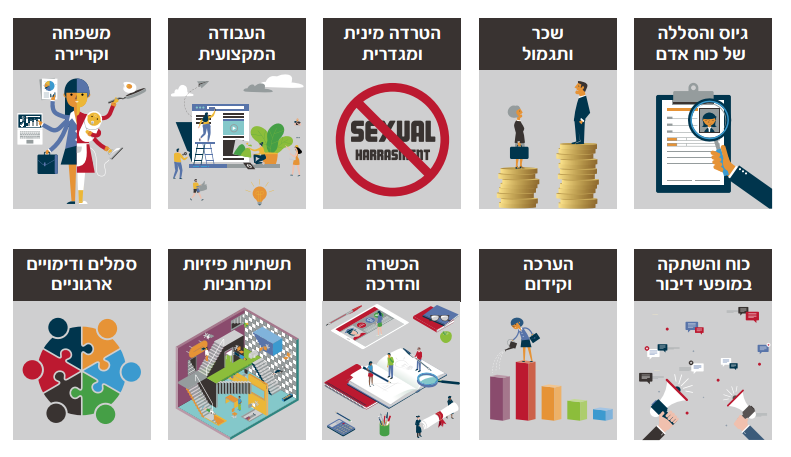 גיוס והסללה
של כוח אדם
שכר
ותגמול
הטרדה מינית
ומגדרית
SEXUAL
HARRASMENT
העבודה
המקצועית
משפחה
וקריירה
כוח והשתקה
במופעי דיבור
הערכה
וקידום
הכשרה
והדרכה
תשתיות פיזיות
ומרחביות
סמלים ודימויים
ארגוניים